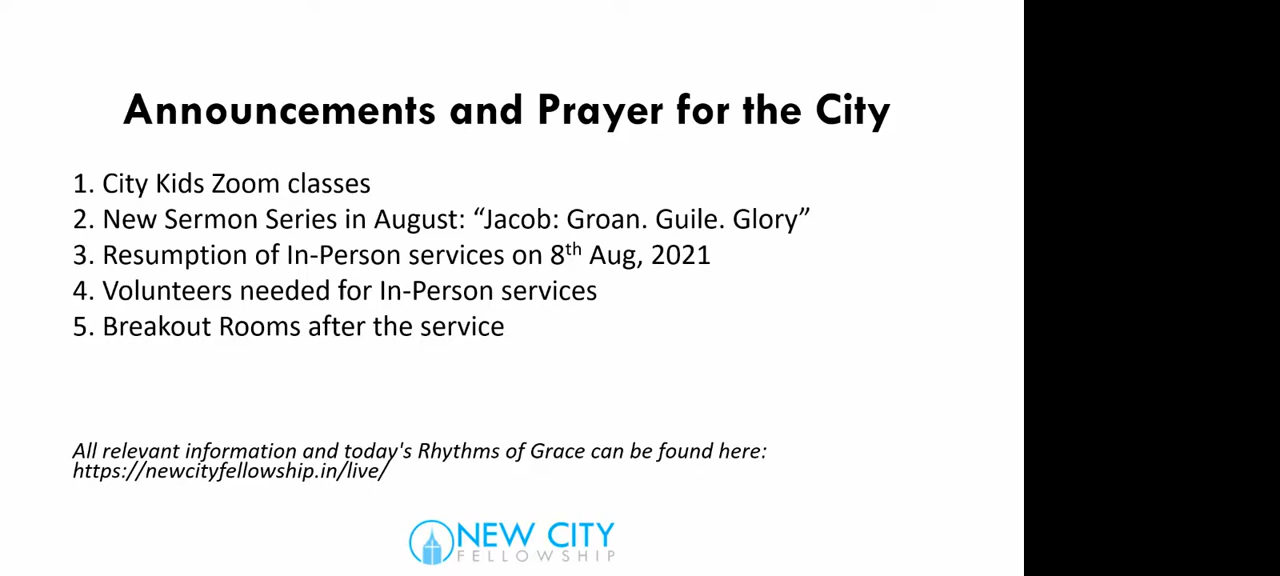 Announcements and Prayer for the City
1. City Kids Zoom classes
2. New Sermon Series in August: “Jacob: Groan. Guile. Glory”
3. Resumption of In-Person services on 8th Aug, 2021
4. Volunteers needed for In-Person services
5. Breakout Rooms after the service
All relevant information and today's Rhythms of Grace can be found here:
https://newcityfellowship.in/live/
NEW CITY
FELLOWSHIP